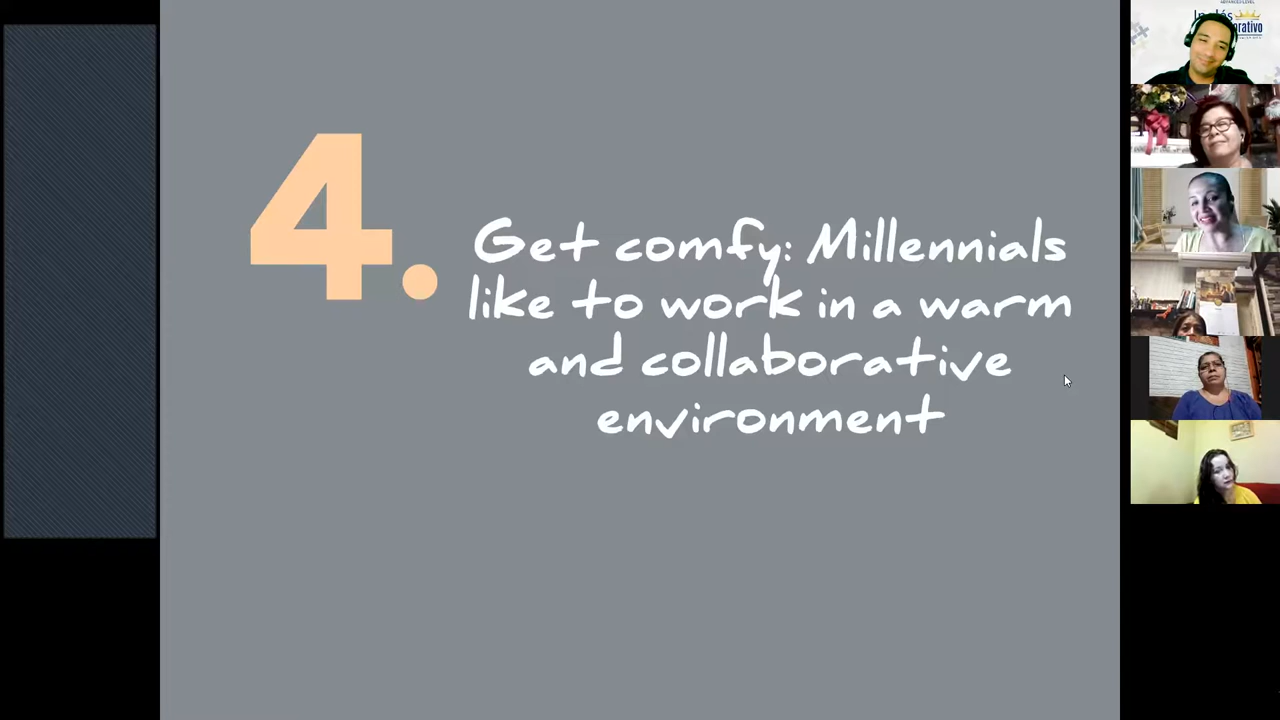 4.
Get comfy: Millennials
like to work in a warm
and collaborative
environment